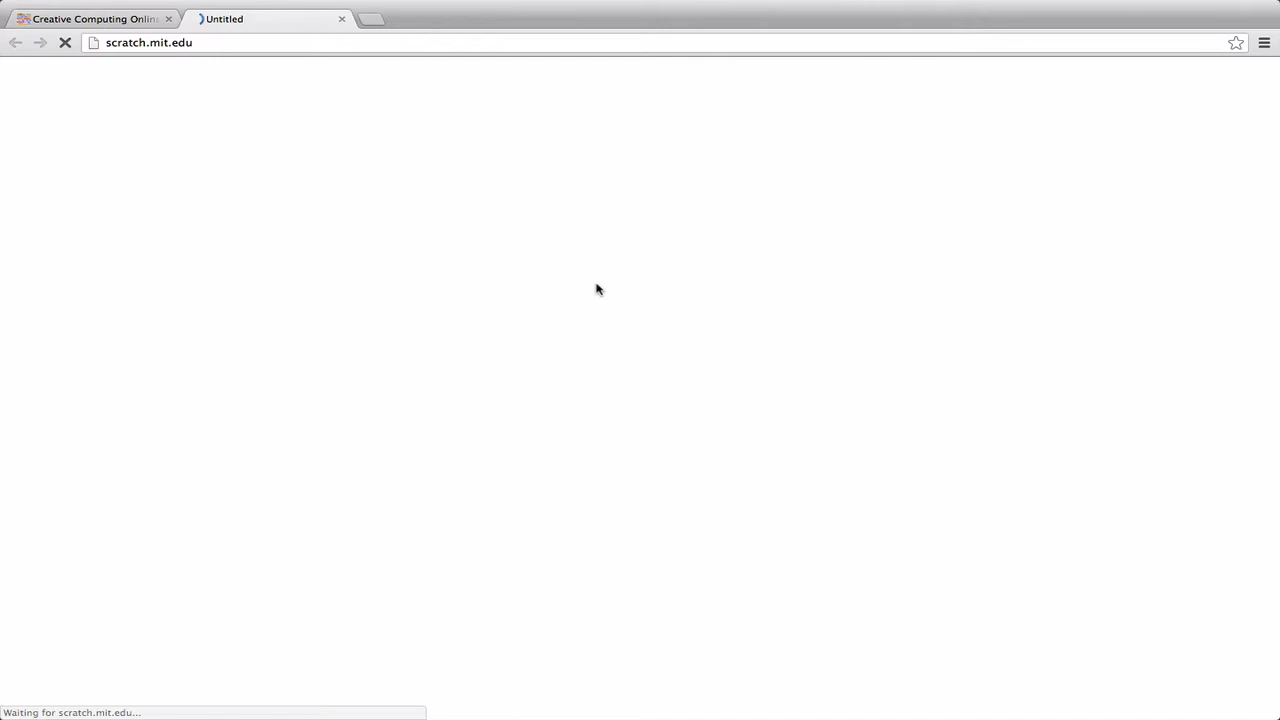 Creative Computing Onlin
Untitled
scratch.mit.edu
Waiting for scratch.mit.edu...